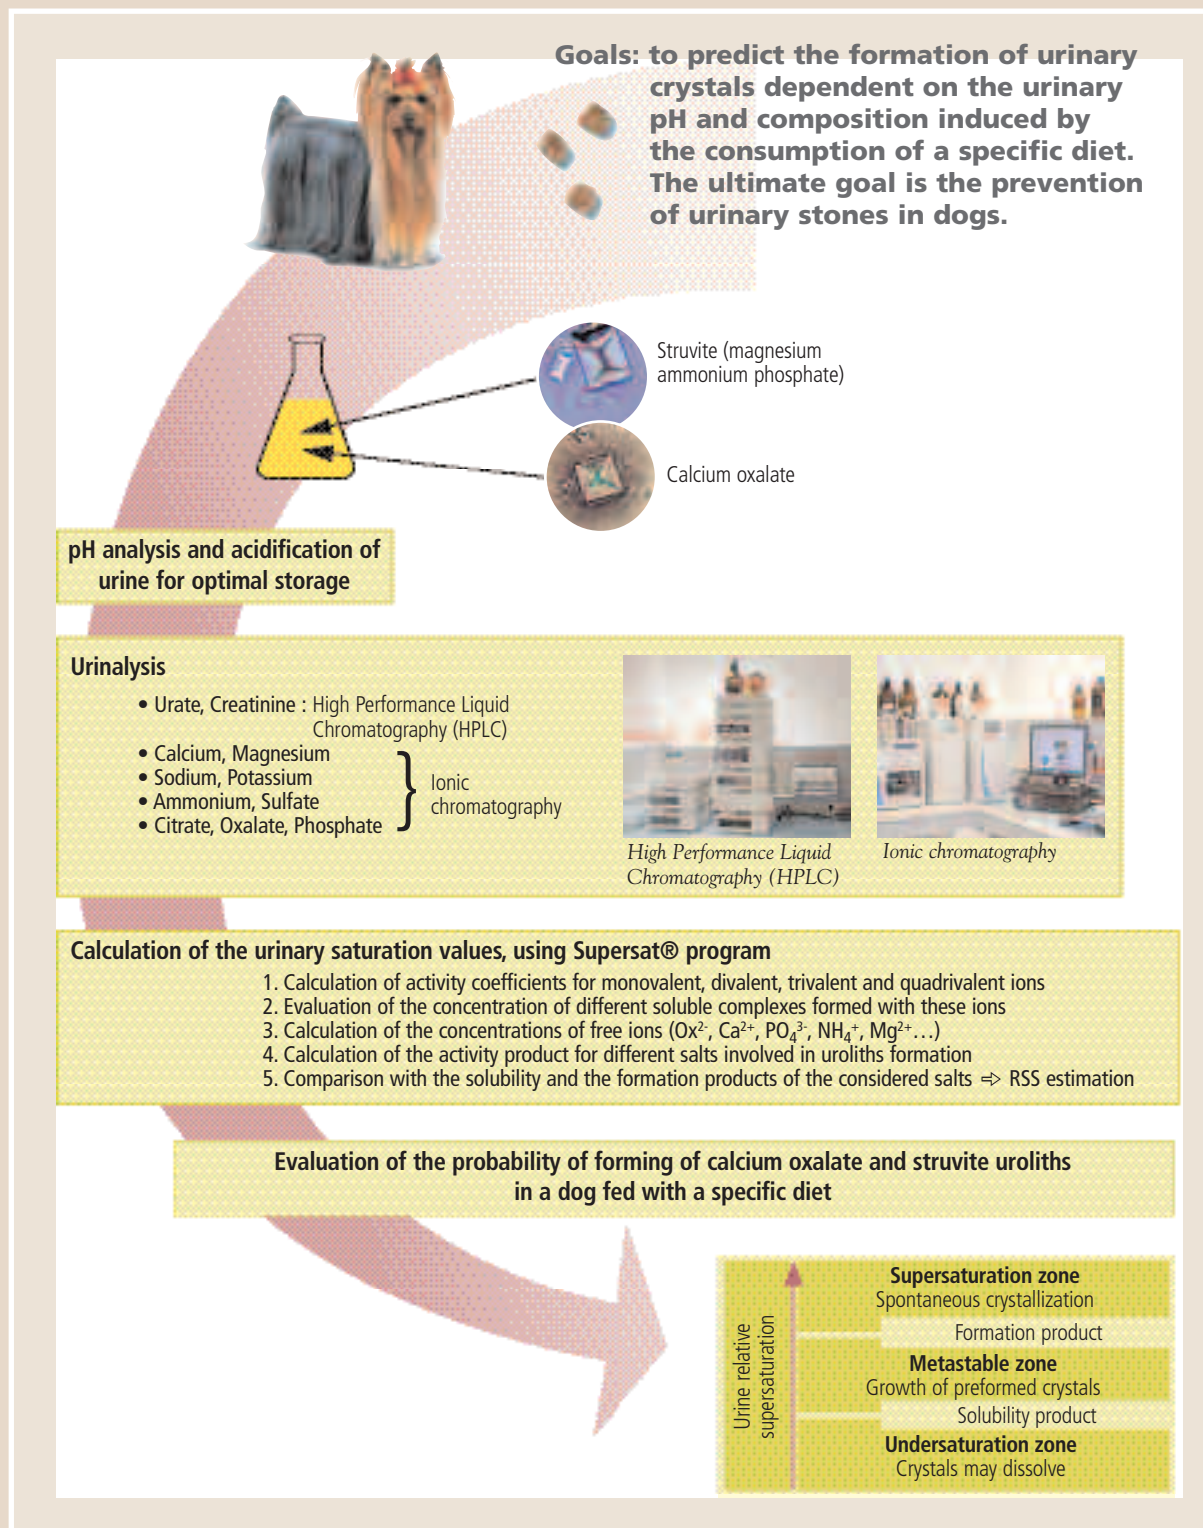 Goals: to predict the formation of urinary
crystals dependent on the urinary
pH and composition induced by
the consumption of a specific diet.
The ultimate goal is the prevention
of urinary stones in dogs.
Struvite (magnesium
ammonium phosphate)
Calcium oxalate
pH analysis and acidification of
urine for optimal storage
Urinalysis
• Urate, Creatinine : High Performance Liquid
Chromatography (HPLC)
• Calcium, Magnesium
• Sodium, Potassium
• Ammonium, Sulfate
• Citrate, Oxalate, Phosphate
Ionic
chromatography
High Performance Liquid
Chromatography (HPLC)
Ionic chromatography
Calculation of the urinary saturation values, using Supersat® program
1. Calculation of activity coefficients for monovalent, divalent, trivalent and quadrivalent ions
2. Evaluation of the concentration of different soluble complexes formed with these ions
3. Calculation of the concentrations of free ions (Ox²⁻, Ca²⁺, PO₄³⁻, NH₄⁺, Mg²⁺…)
4. Calculation of the activity product for different salts involved in uroliths formation
5. Comparison with the solubility and the formation products of the considered salts ⇨ RSS estimation
Evaluation of the probability of forming of calcium oxalate and struvite uroliths
in a dog fed with a specific diet
Urine relative
supersaturation
Supersaturation zone
Spontaneous crystallization
Formation product
Metastable zone
Growth of preformed crystals
Solubility product
Undersaturation zone
Crystals may dissolve